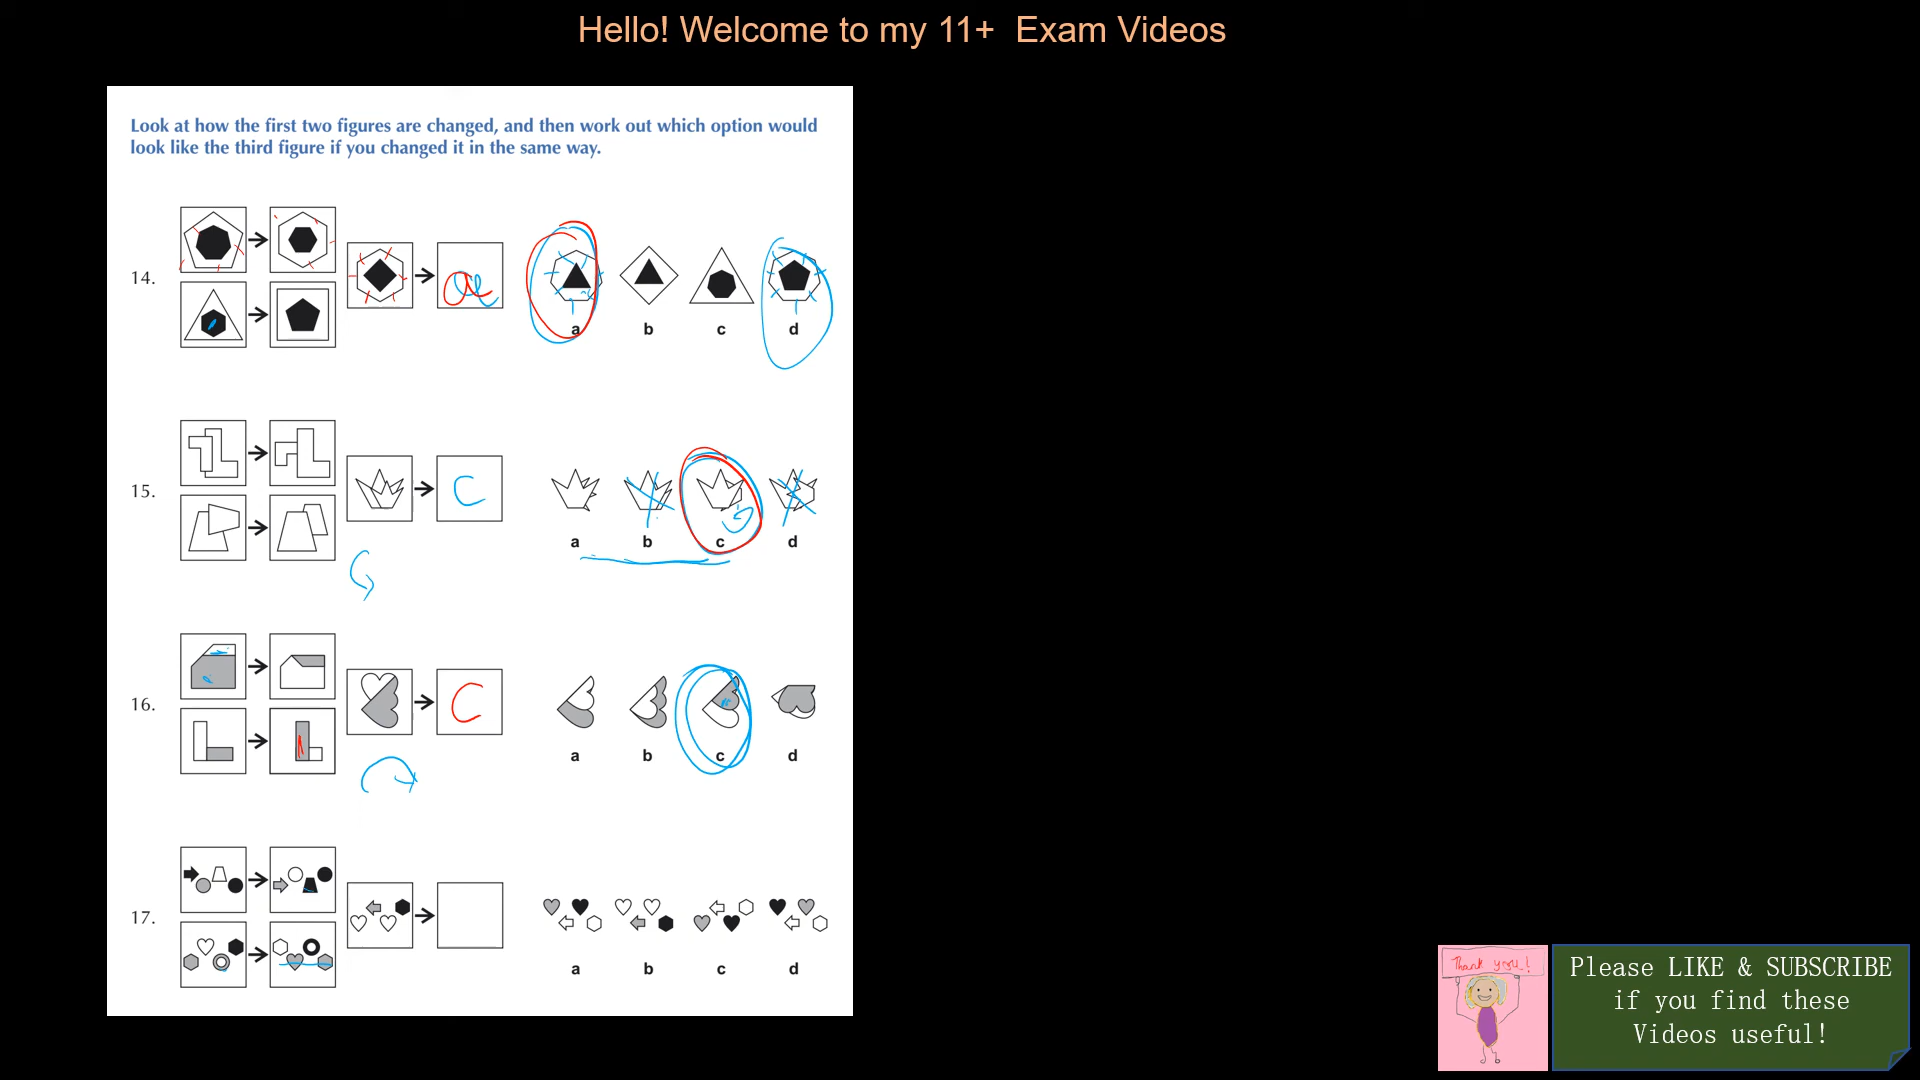 Hello! Welcome to my 11+  Exam Videos
Look at how the first two figures are changed, and then work out which option would
look like the third figure if you changed it in the same way.
14.
a
a b c d
15.
C
a b c d
16.
C
a b c d
17.
a b c d
Thank you!
Please LIKE & SUBSCRIBE
if you find these
Videos useful!